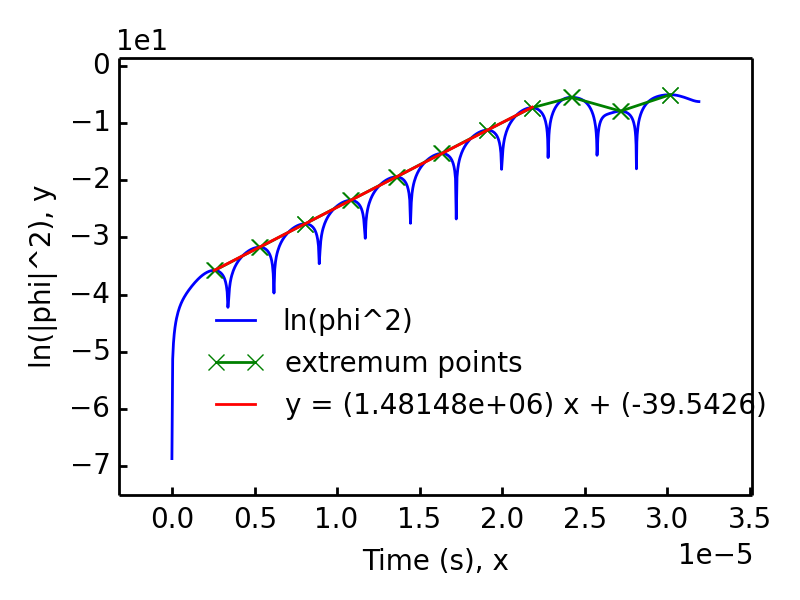 1e1
0
−1
−2
−3
−4
−5
−6
−7
ln(|phi|^2), y
ln(phi^2)
extremum points
y = (1.48148e+06) x + (-39.5426)
0.0 0.5 1.0 1.5 2.0 2.5 3.0 3.5
1e−5
Time (s), x